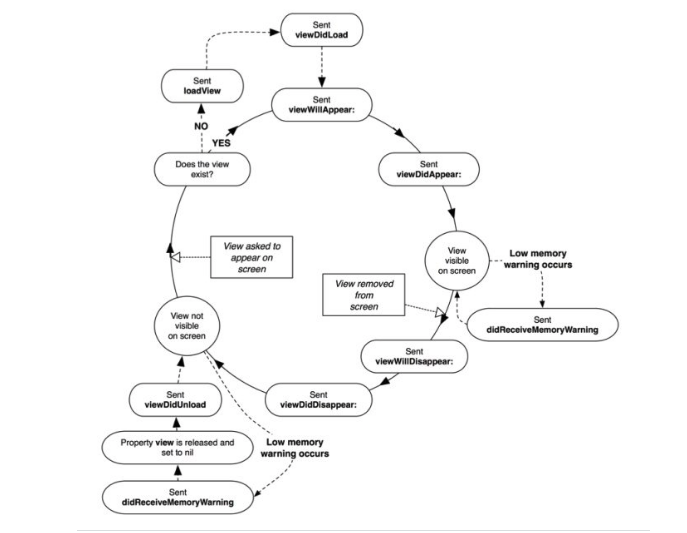 Sent
viewDidLoad
Sent
loadView
Sent
viewWillAppear:
NO
YES
Does the view
exist?
Sent
viewDidAppear:
View asked to
appear on
screen
View
visible
on screen
Low memory
warning occurs
View removed
from
screen
Sent
didReceiveMemoryWarning
View not
visible
on screen
Sent
viewWillDisappear:
Sent
viewDidUnload
Sent
viewDidDisappear:
Property view is released and
set to nil
Low memory
warning occurs
Sent
didReceiveMemoryWarning